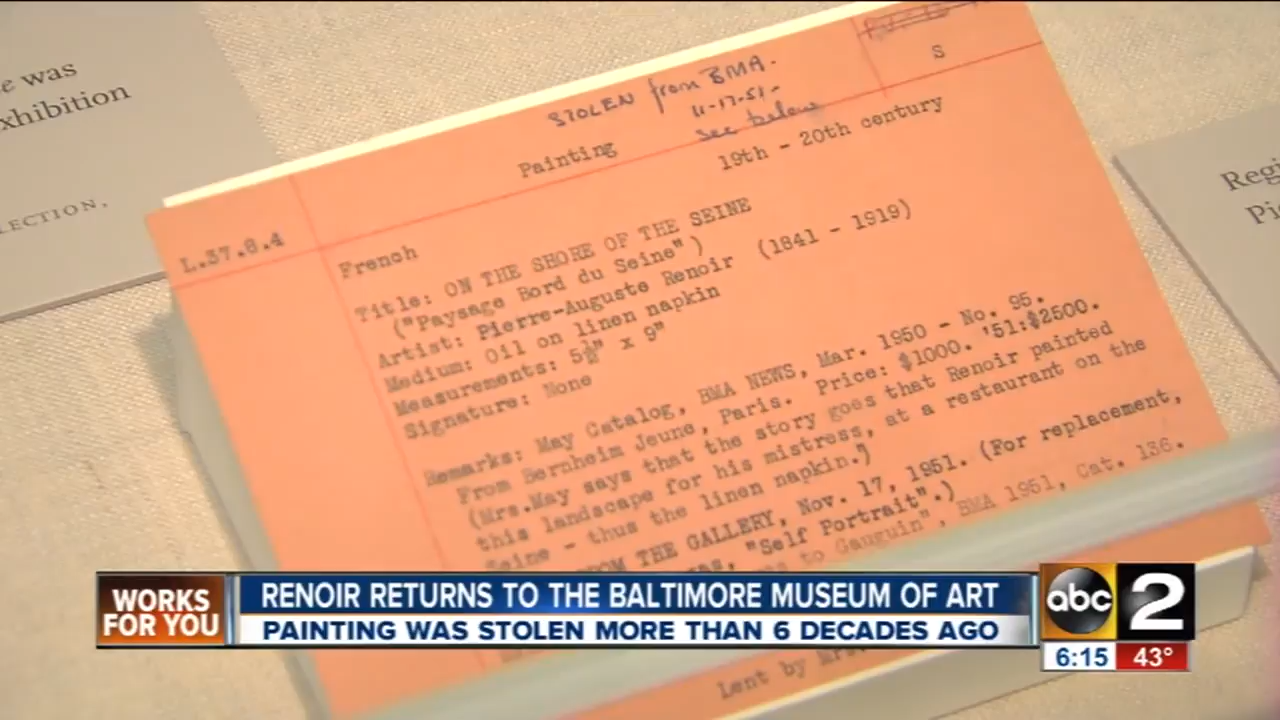 e was
xhibition
LECTION,
STOLEN from BMA.
11-17-51-
see below
S
Painting
19th - 20th century
L.37.8.4
French
Title: ON THE SHORE OF THE SEINE
("Paysage Bord du Seine")
Artist: Pierre-Auguste Renoir (1841 - 1919)
Medium: Oil on linen napkin
Measurements: 5½" x 9"
Signature: None
Remarks: May Catalog, BMA NEWS, Mar. 1950 - No. 95.
From Bernheim Jeune, Paris. Price: $1000. '51:$2500.
(Mrs.May says that the story goes that Renoir painted
this landscape for his mistress, at a restaurant on the
Seine - thus the linen napkin.)
FROM THE GALLERY, Nov. 17, 1951. (For replacement,
"Self Portrait".)
to Gauguin", BMA 1951, Cat. 136.
Lent by Mrs.
Regi
Pi
WORKS
FOR YOU
RENOIR RETURNS TO THE BALTIMORE MUSEUM OF ART
PAINTING WAS STOLEN MORE THAN 6 DECADES AGO
abc 2
6:15 43°